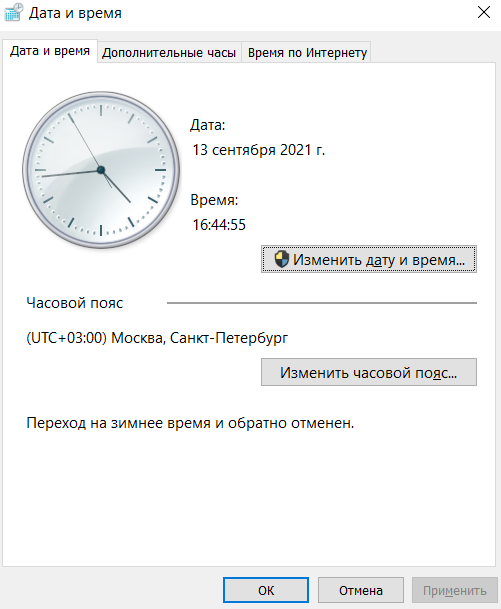 Дата и время
Дата и время
Дополнительные часы
Время по Интернету
Дата:
13 сентября 2021 г.
Время:
16:44:55
Изменить дату и время...
Часовой пояс
(UTC+03:00) Москва, Санкт-Петербург
Изменить часовой пояс...
Переход на зимнее время и обратно отменен.
ОК
Отмена
Применить